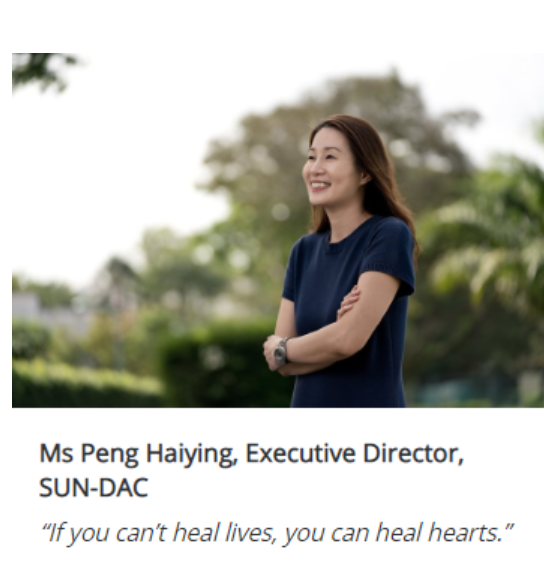 Ms Peng Haiying, Executive Director,
SUN-DAC
“If you can’t heal lives, you can heal hearts.”